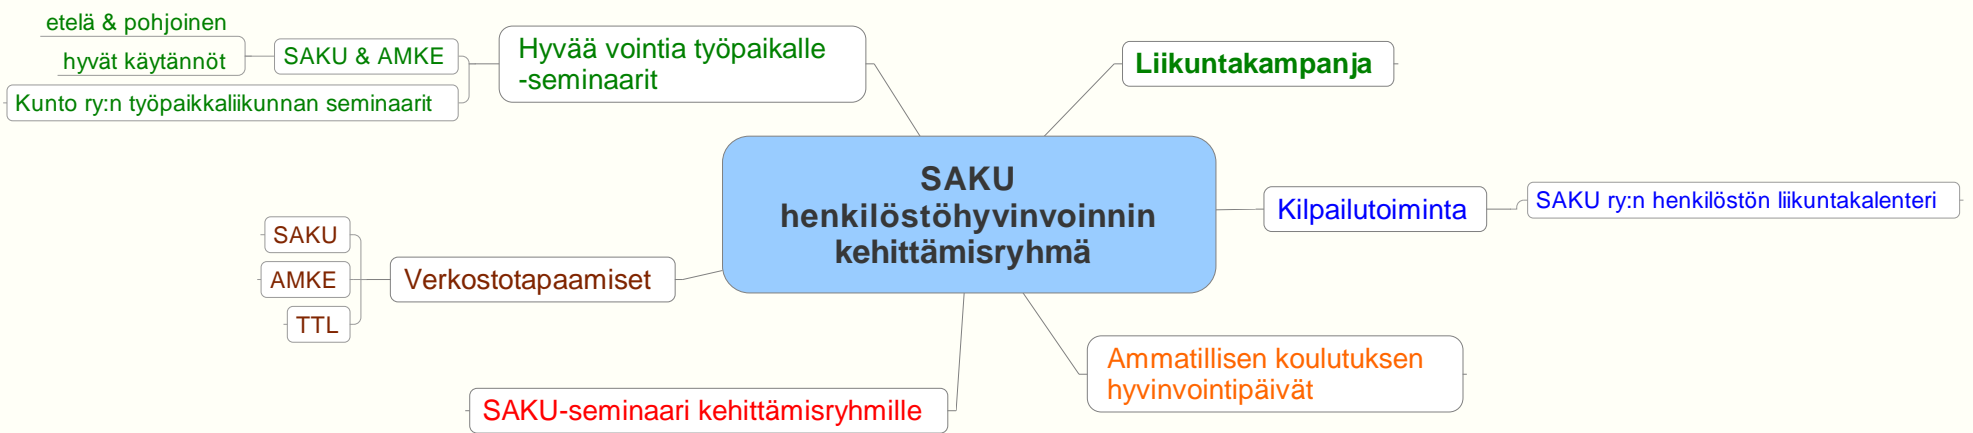 etelä & pohjoinen
hyvät käytännöt
SAKU & AMKE
Kunto ry:n työpaikkaliikunnan seminaarit
Hyvää vointia työpaikalle
-seminaarit
Liikuntakampanja
SAKU
henkilöstöhyvinvoinnin
kehittämisryhmä
Kilpailutoiminta
SAKU ry:n henkilöstön liikuntakalenteri
SAKU
AMKE
TTL
Verkostotapaamiset
Ammatillisen koulutuksen
hyvinvointipäivät
SAKU-seminaari kehittämisryhmille